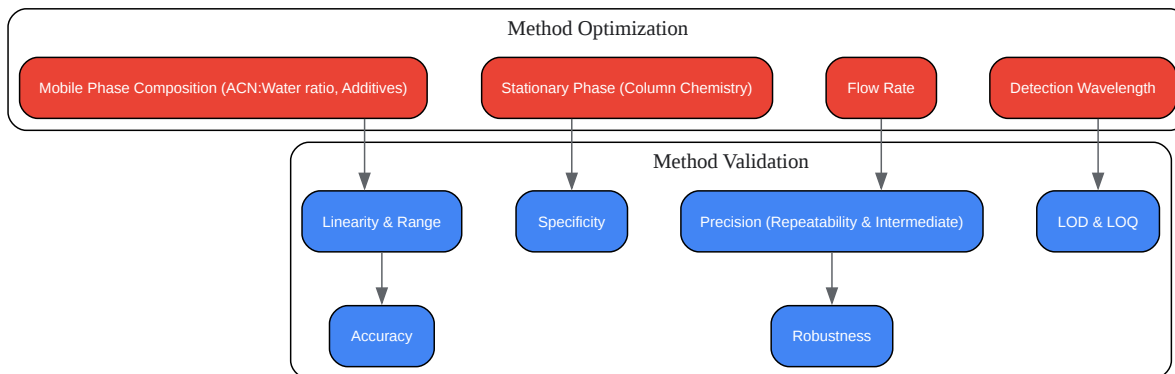 Method Optimization
Mobile Phase Composition (ACN:Water ratio, Additives)
Stationary Phase (Column Chemistry)
Flow Rate
Detection Wavelength
Method Validation
Linearity & Range
Specificity
Precision (Repeatability & Intermediate)
LOD & LOQ
Accuracy
Robustness